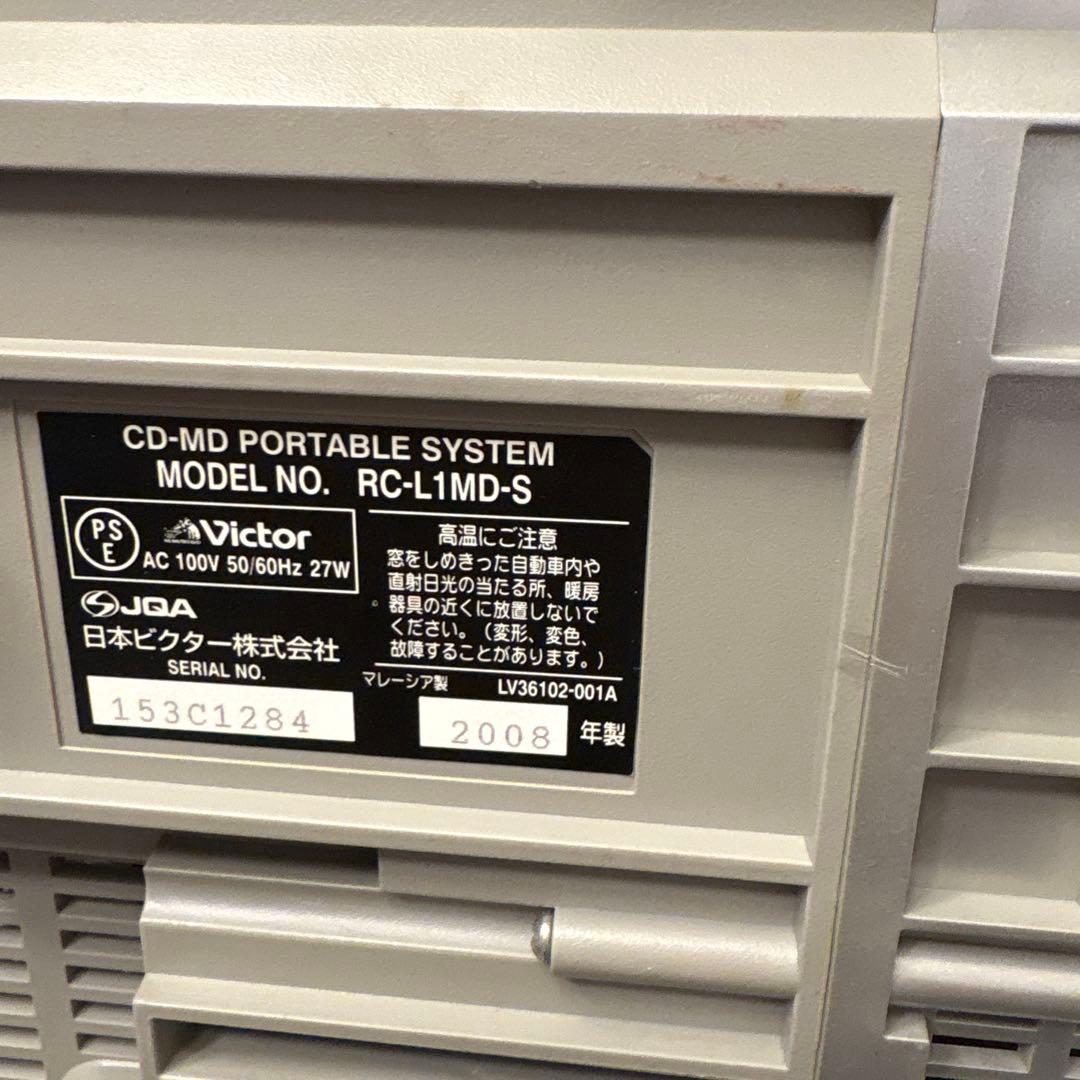 CD-MD PORTABLE SYSTEM
MODEL NO. RC-L1MD-S
PS
E
Victor
AC 100V 50/60Hz 27W
JQA
日本ビクター株式会社
SERIAL NO.
153C1284
高温にご注意
窓をしめきった自動車内や
直射日光の当たる所、暖房
器具の近くに放置しないで
ください。(変形、変色、
故障することがあります。)
マレーシア製 LV36102-001A
2008 年製